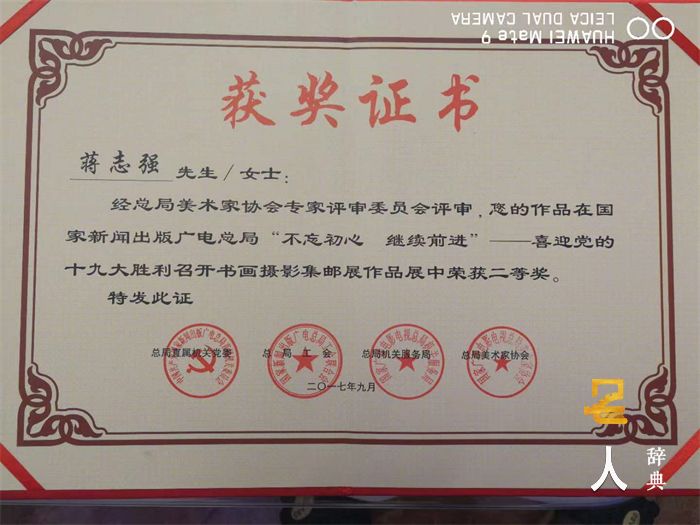 HUAWEI Mate 9
LEICA DUAL CAMERA
获奖证书
蒋志强 先生/女士：
经总局美术家协会专家评审委员会评审，您的作品在国
家新闻出版广电总局“不忘初心 继续前进”——喜迎党的
十九大胜利召开书画摄影集邮展作品展中荣获二等奖。
特发此证
总局直属机关党委 总局工会 总局机关服务局 总局美术家协会
二〇一七年九月
名人
辞典